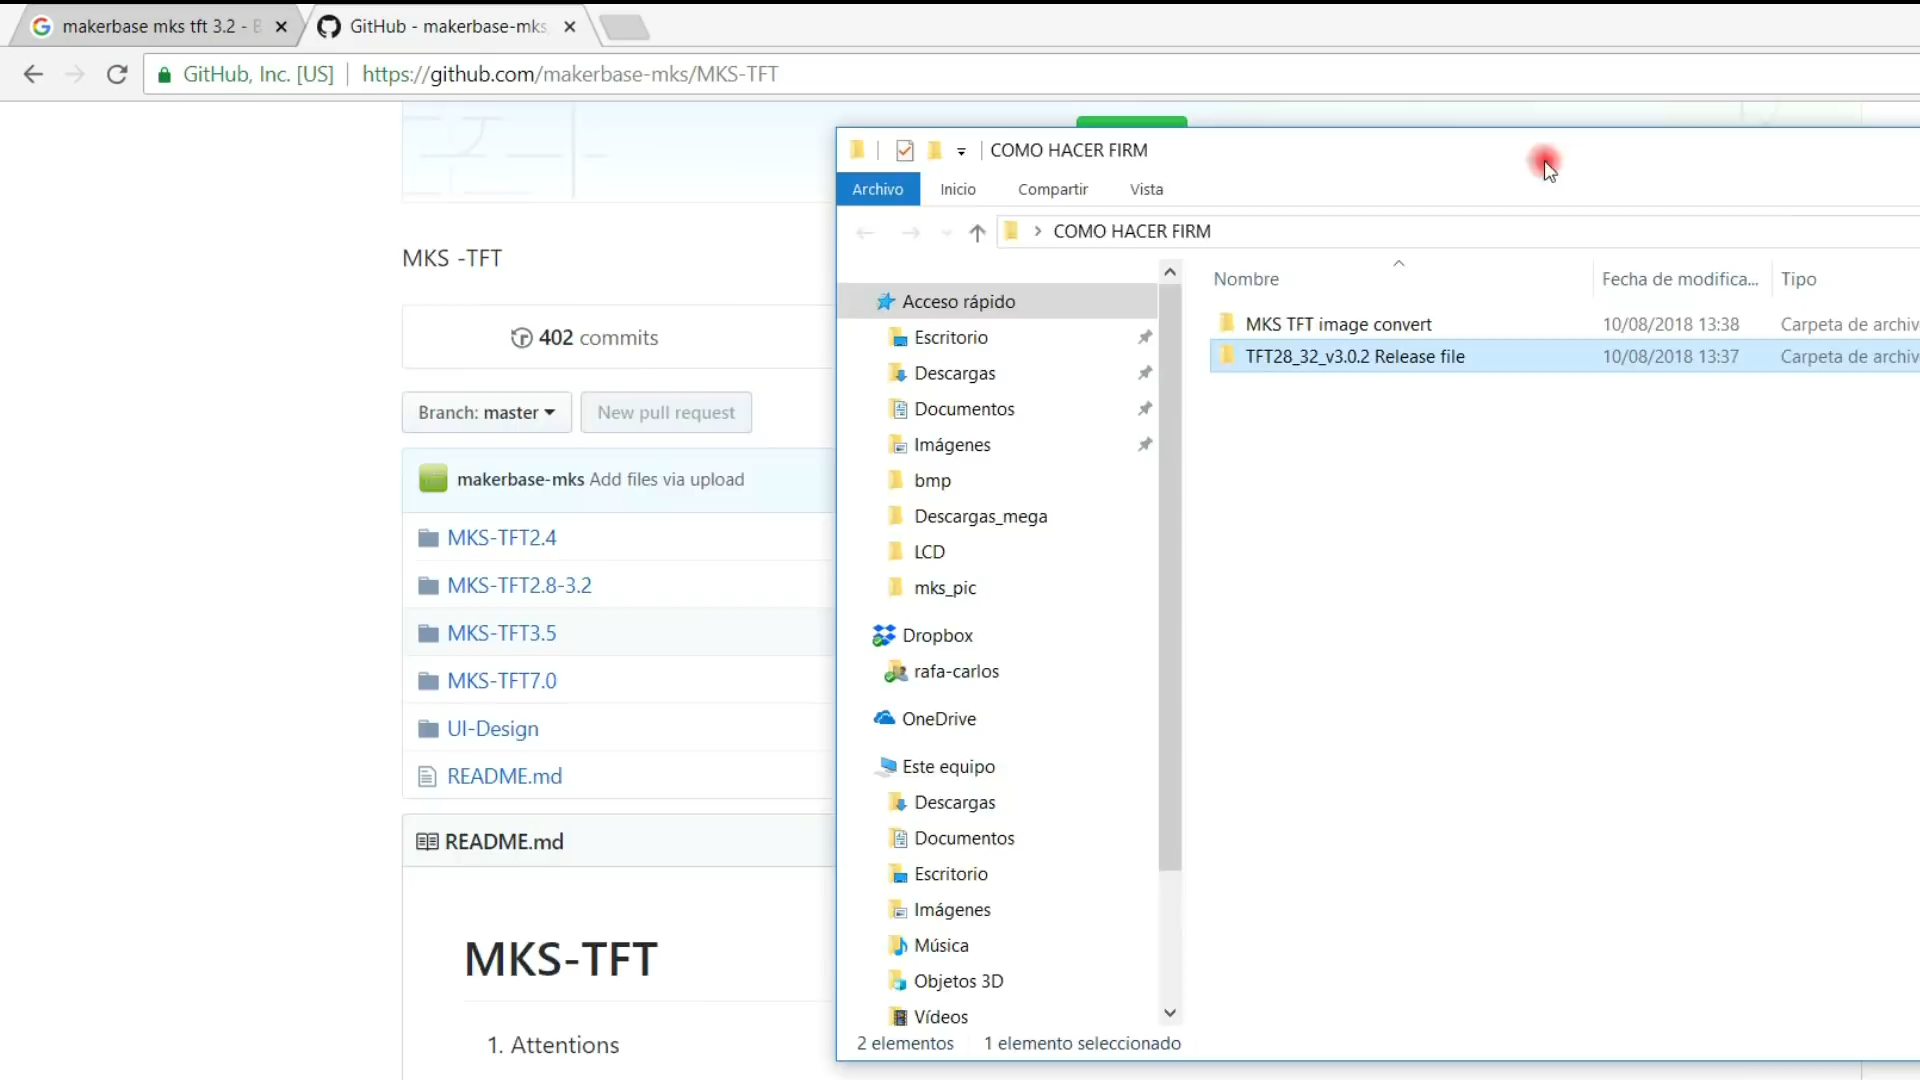 makerbase mks tft 3.2 -
GitHub - makerbase-mks
GitHub, Inc. [US]
https://github.com/makerbase-mks/MKS-TFT
MKS -TFT
402 commits
Branch: master
New pull request
makerbase-mks Add files via upload
MKS-TFT2.4
MKS-TFT2.8-3.2
MKS-TFT3.5
MKS-TFT7.0
UI-Design
README.md
README.md
MKS-TFT
1. Attentions
COMO HACER FIRM
Archivo
Inicio
Compartir
Vista
COMO HACER FIRM
Acceso rápido
Escritorio
Descargas
Documentos
Imágenes
bmp
Descargas_mega
LCD
mks_pic
Dropbox
rafa-carlos
OneDrive
Este equipo
Descargas
Documentos
Escritorio
Imágenes
Música
Objetos 3D
Vídeos
Nombre
Fecha de modifica...
Tipo
MKS TFT image convert
10/08/2018 13:38
Carpeta de archiv
TFT28_32_v3.0.2 Release file
10/08/2018 13:37
Carpeta de archiv
2 elementos
1 elemento seleccionado